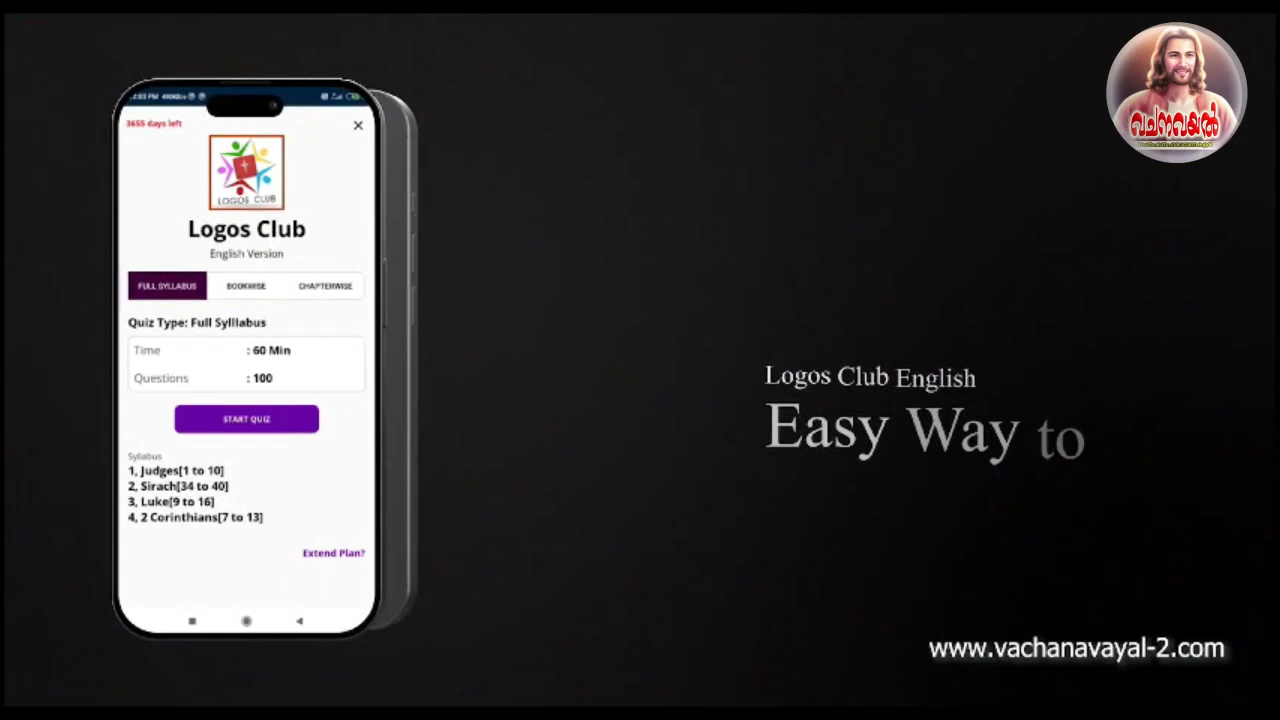 3655 days left
LOGOS CLUB
Logos Club
English Version
FULL SYLLABUS BOOKWISE CHAPTERWISE
Quiz Type: Full Sylllabus
Time : 60 Min
Questions : 100
START QUIZ
Syllabus
1, Judges[1 to 10]
2, Sirach[34 to 40]
3, Luke[9 to 16]
4, 2 Corinthians[7 to 13]
Extend Plan?
വചനവയൽ
Logos Club English
Easy Way to
www.vachanavayal-2.com